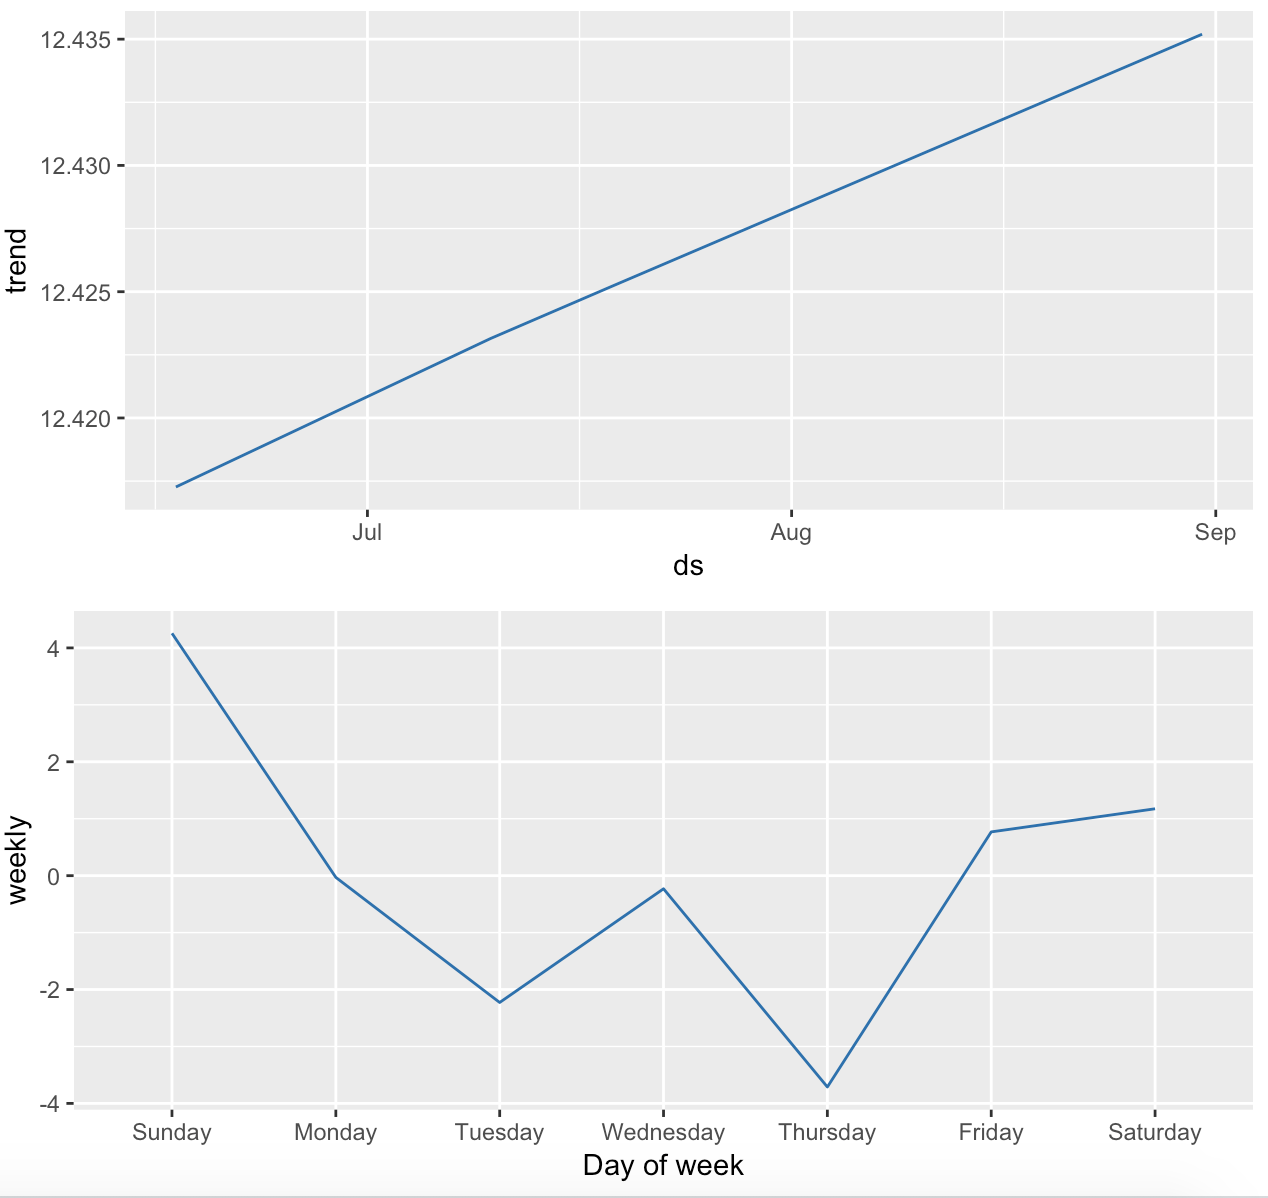 12.435
12.430
12.425
12.420
trend
Jul Aug Sep
ds
4
2
0
-2
-4
weekly
Sunday Monday Tuesday Wednesday Thursday Friday Saturday
Day of week